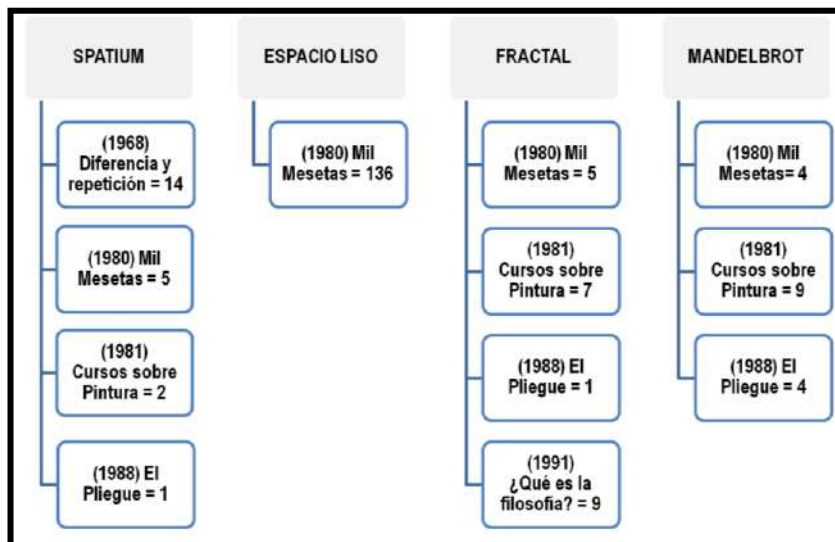 SPATIUM
(1968)
Diferencia y
repetición = 14
(1980) Mil
Mesetas = 5
(1981)
Cursos sobre
Pintura = 2
(1988) El
Pliegue = 1
ESPACIO LISO
(1980) Mil
Mesetas = 136
FRACTAL
(1980) Mil
Mesetas = 5
(1981)
Cursos sobre
Pintura = 7
(1988) El
Pliegue = 1
(1991)
¿Qué es la
filosofía? = 9
MANDELBROT
(1980) Mil
Mesetas= 4
(1981)
Cursos sobre
Pintura = 9
(1988) El
Pliegue = 4